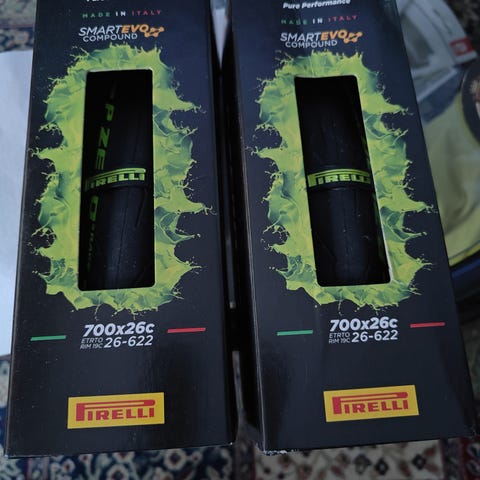 MADE IN ITALY
SMARTEVO
COMPOUND
P ZE
PIRELLI
700x26c
ETRTO
RIM 19C 26-622
PIRELLI
Pure Performance
MADE IN ITALY
SMARTEVO
COMPOUND
PIRELLI
700x26c
ETRTO
RIM 19C 26-622
PIRELLI